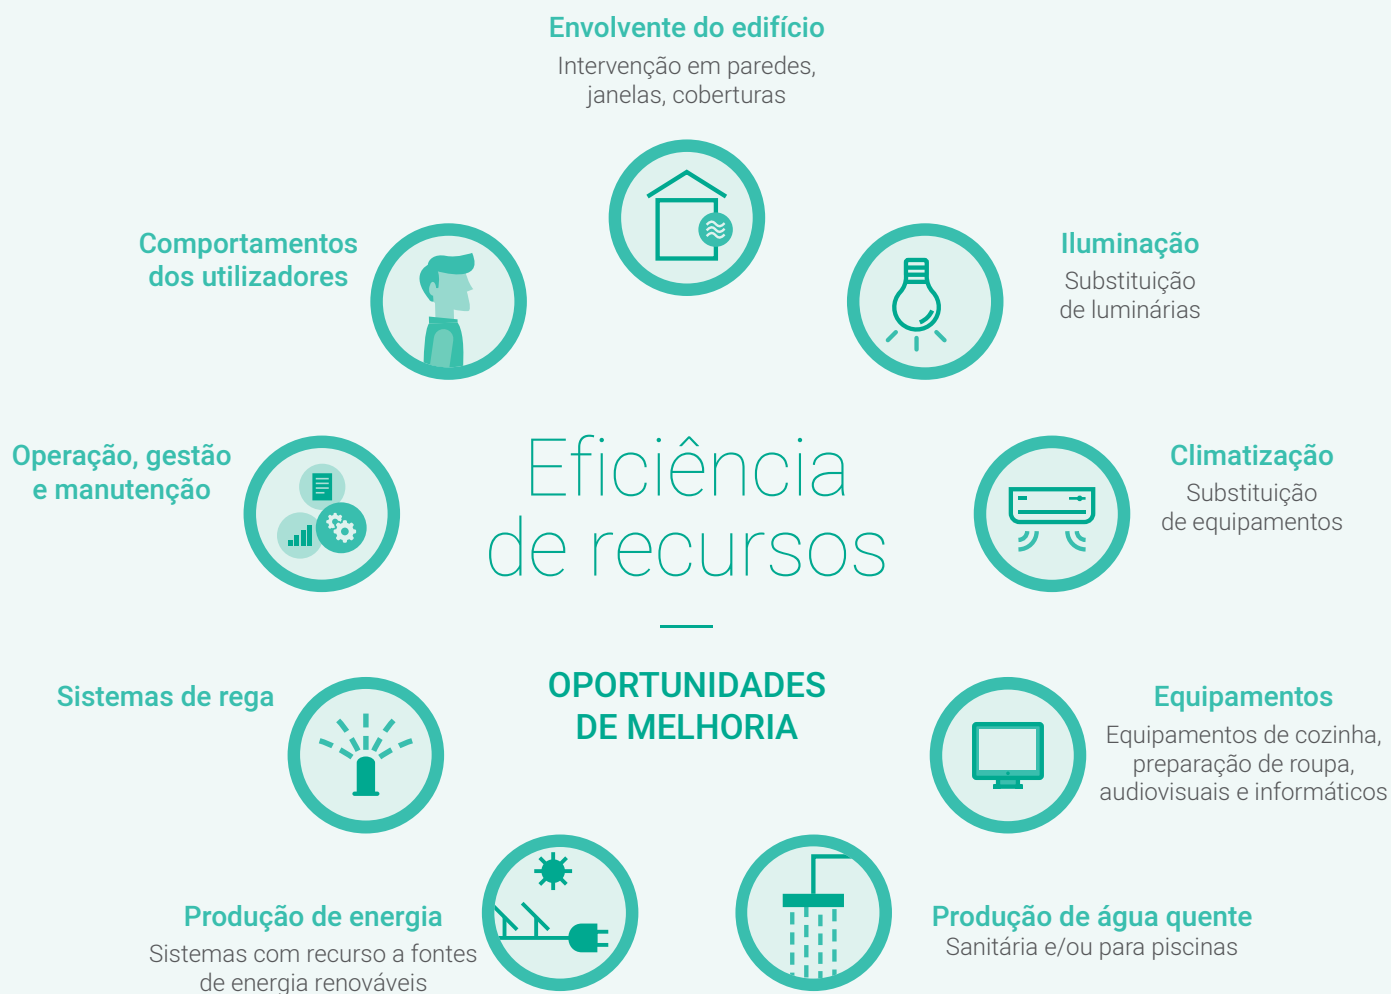 Envolvente do edifício
Intervenção em paredes,
janelas, coberturas
Comportamentos
dos utilizadores
Iluminação
Substituição
de luminárias
Operação, gestão
e manutenção
Eficiência
de recursos
Climatização
Substituição
de equipamentos
OPORTUNIDADES
DE MELHORIA
Sistemas de rega
Equipamentos
Equipamentos de cozinha,
preparação de roupa,
audiovisuais e informáticos
Produção de energia
Sistemas com recurso a fontes
de energia renováveis
Produção de água quente
Sanitária e/ou para piscinas